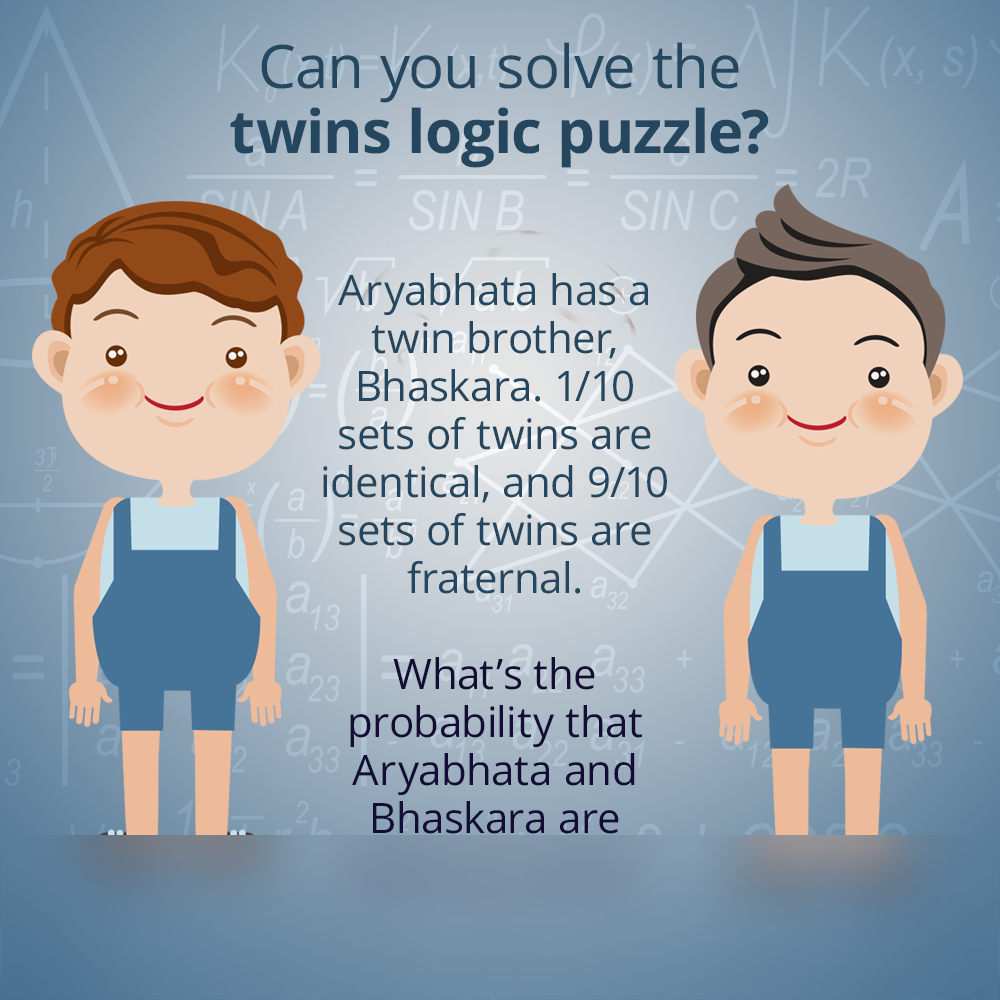 Can you solve the
twins logic puzzle?
Aryabhata has a
twin brother,
Bhaskara. 1/10
sets of twins are
identical, and 9/10
sets of twins are
fraternal.
What’s the
probability that
Aryabhata and
Bhaskara are